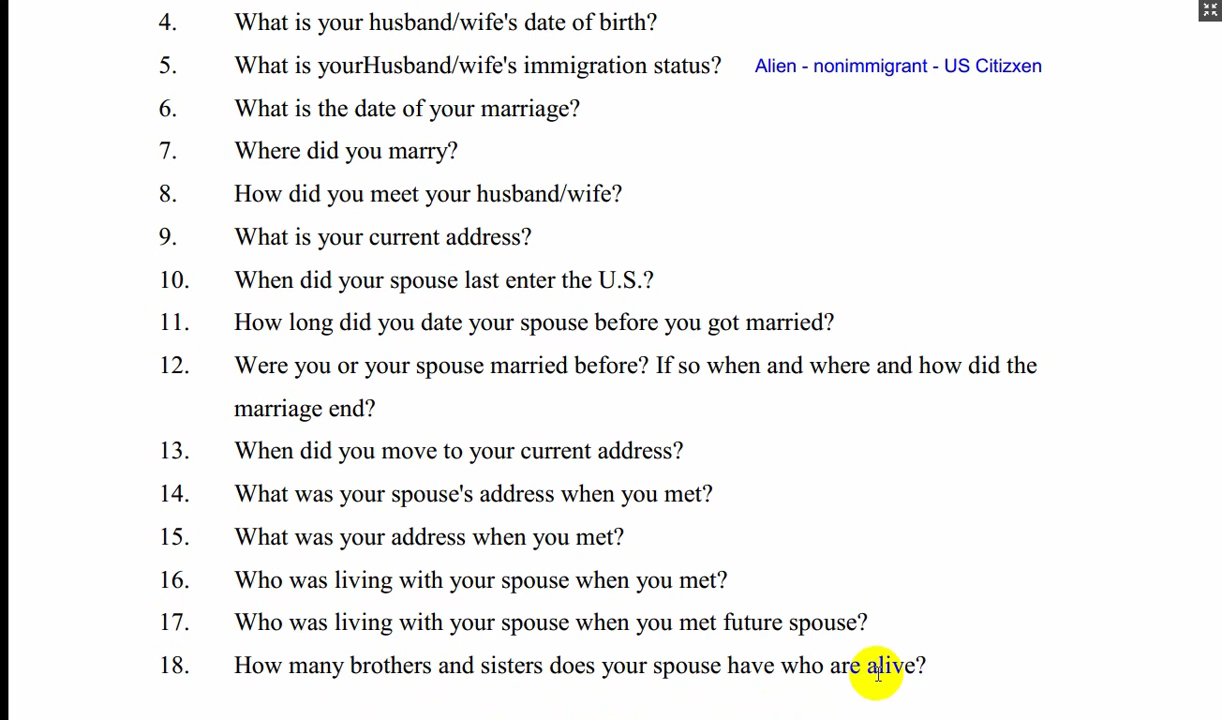 4. What is your husband/wife's date of birth?
5. What is yourHusband/wife's immigration status? Alien - nonimmigrant - US Citizxen
6. What is the date of your marriage?
7. Where did you marry?
8. How did you meet your husband/wife?
9. What is your current address?
10. When did your spouse last enter the U.S.?
11. How long did you date your spouse before you got married?
12. Were you or your spouse married before? If so when and where and how did the
marriage end?
13. When did you move to your current address?
14. What was your spouse's address when you met?
15. What was your address when you met?
16. Who was living with your spouse when you met?
17. Who was living with your spouse when you met future spouse?
18. How many brothers and sisters does your spouse have who are alive?